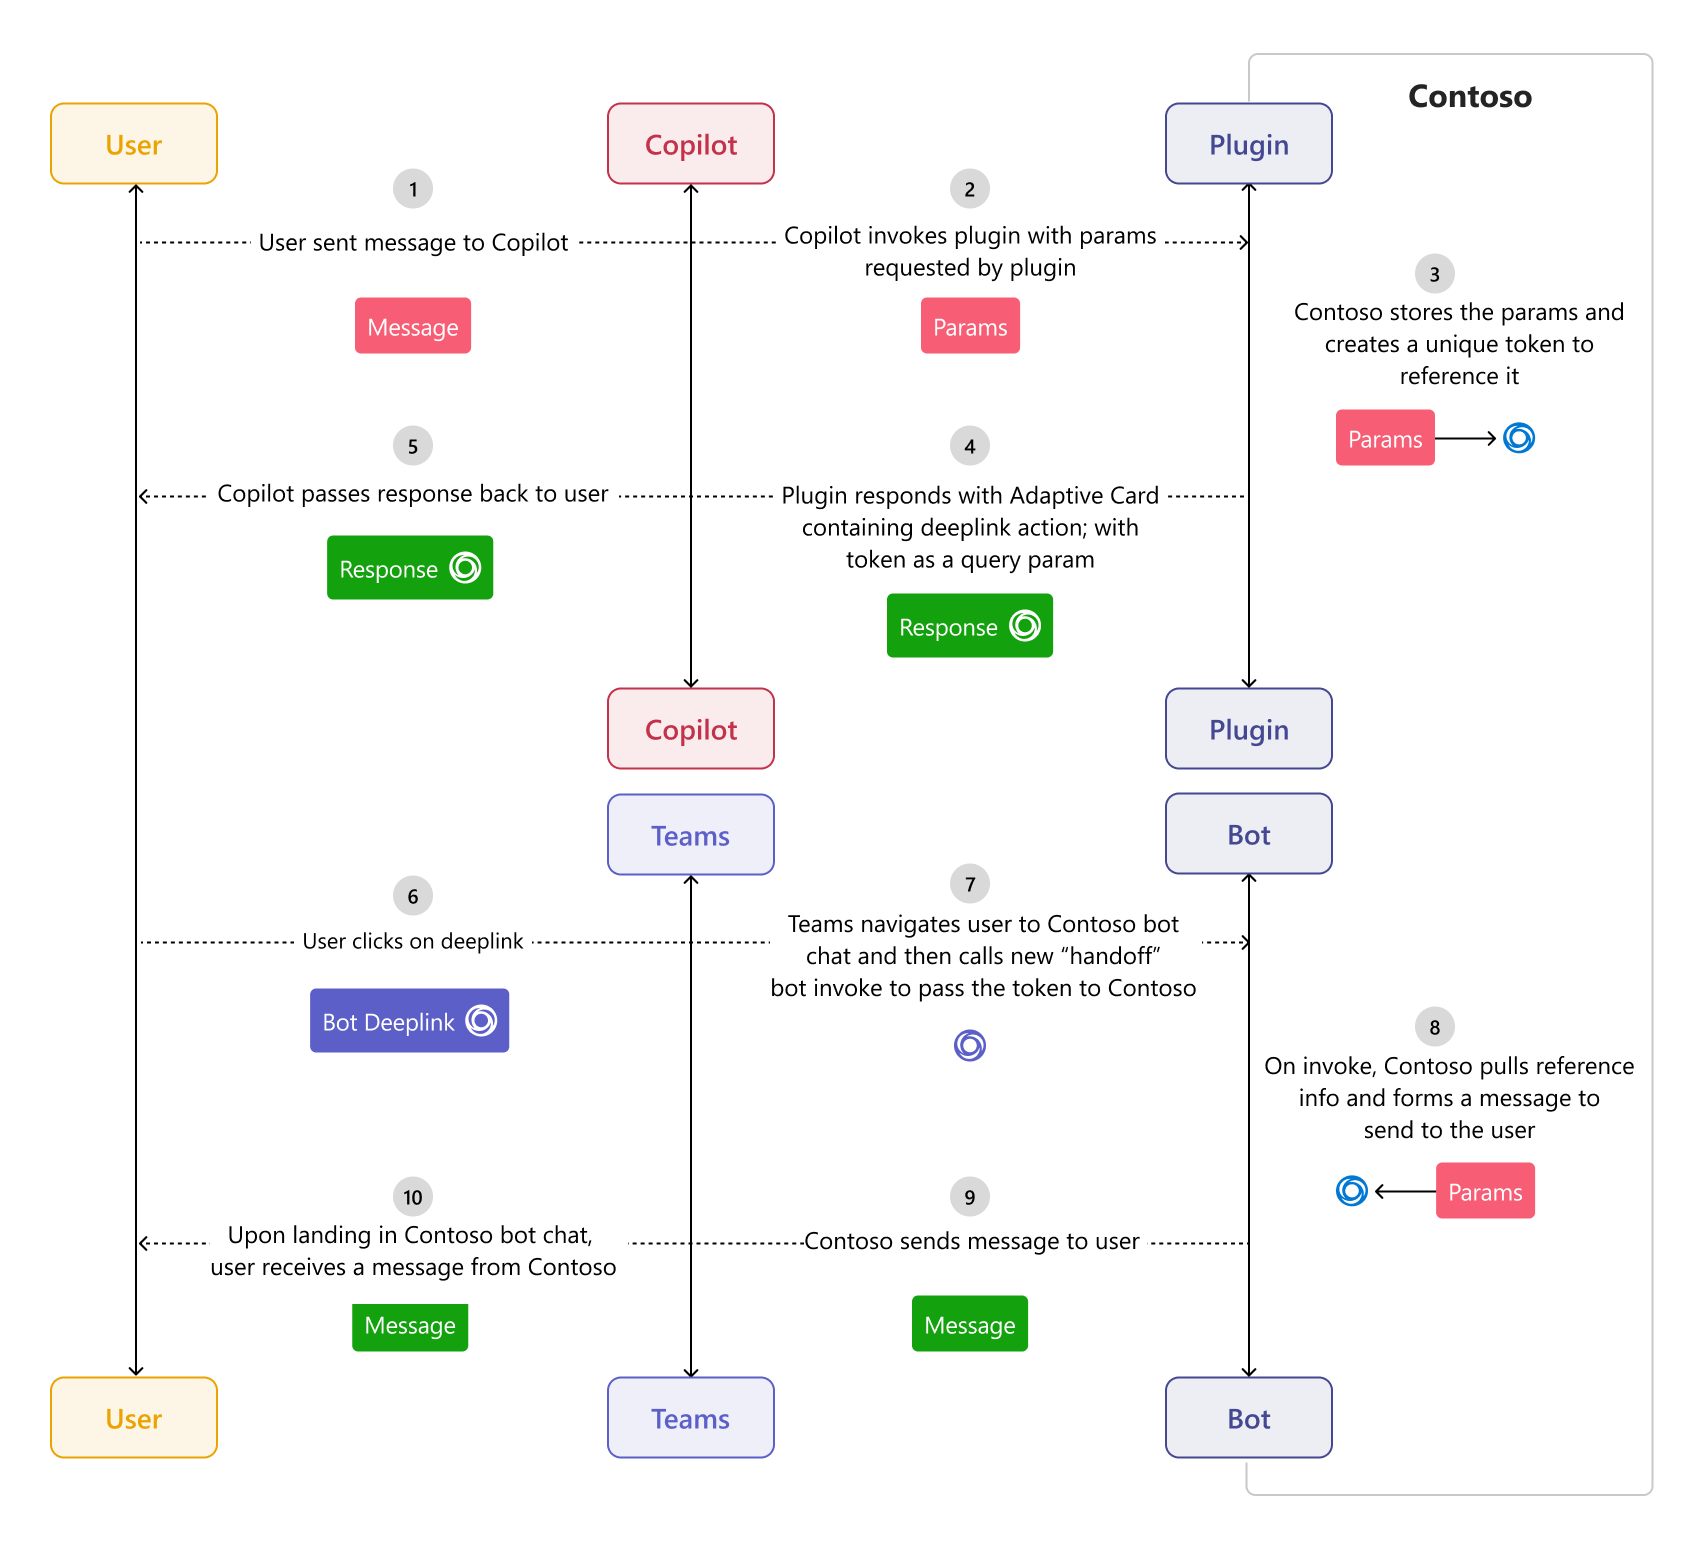 Contoso
User
Copilot
Plugin
1
User sent message to Copilot
Message
2
Copilot invokes plugin with params
requested by plugin
Params
3
Contoso stores the params and
creates a unique token to
reference it
Params
5
Copilot passes response back to user
Response
4
Plugin responds with Adaptive Card
containing deeplink action; with
token as a query param
Response
Copilot
Plugin
Teams
Bot
6
User clicks on deeplink
Bot Deeplink
7
Teams navigates user to Contoso bot
chat and then calls new “handoff”
bot invoke to pass the token to Contoso
8
On invoke, Contoso pulls reference
info and forms a message to
send to the user
Params
10
Upon landing in Contoso bot chat,
user receives a message from Contoso
Message
9
Contoso sends message to user
Message
User
Teams
Bot